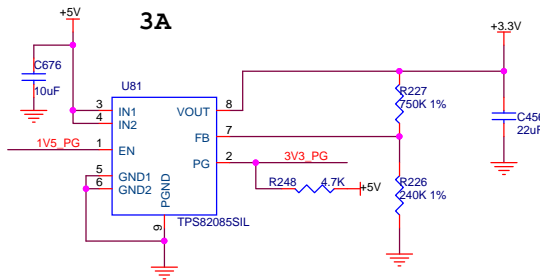 +5V
3A
+3.3V
C676
10uF
U81
3
IN1
4
IN2
VOUT
8
R227
750K 1%
C456
22uF
FB
7
1V5_PG
1
EN
PG
2
3V3_PG
5
GND1
6
GND2
PGND
R248
4.7K
+5V
R226
240K 1%
9
TPS82085SIL